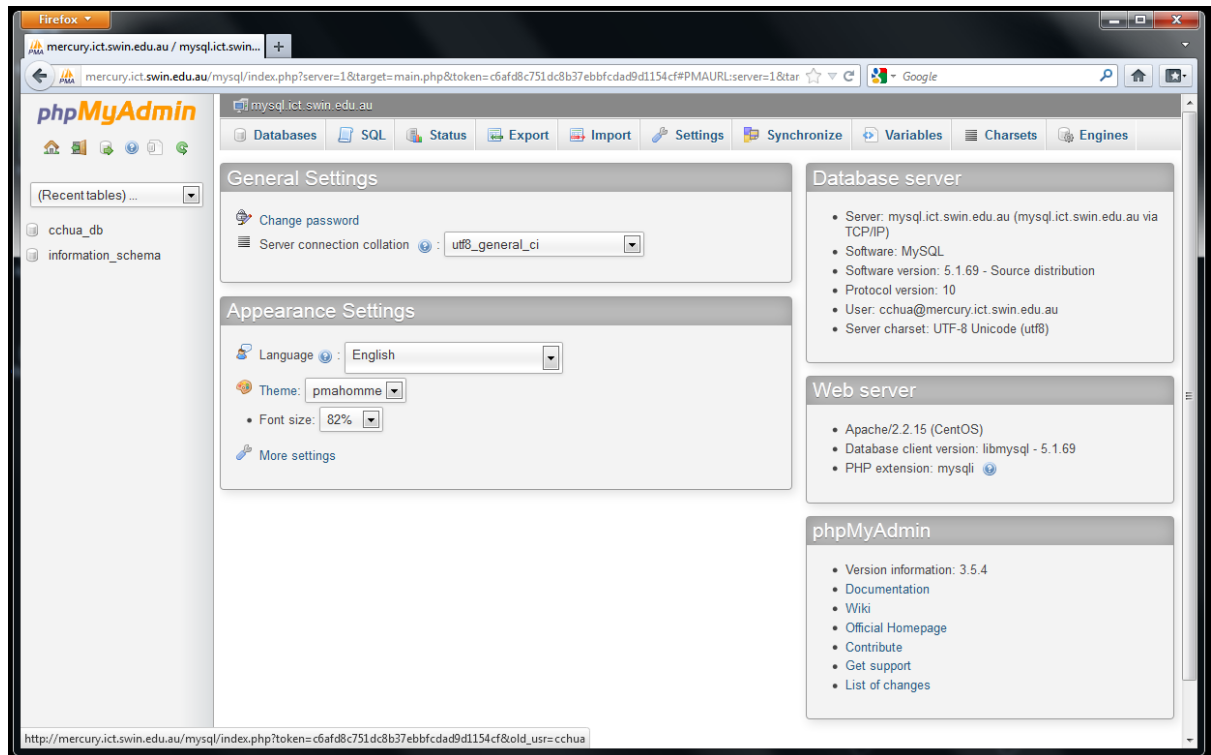 Firefox
mercury.ict.swin.edu.au / mysql.ict.swin...
mercury.ict.swin.edu.au/mysql/index.php?server=1&target=main.php&token=c6afd8c751dc8b37ebbfcdad9d1154cf#PMAURL:server=1&tar
Google
phpMyAdmin
(Recent tables) ...
cchua_db
information_schema
mysql.ict.swin.edu.au
Databases SQL Status Export Import Settings Synchronize Variables Charsets Engines
General Settings
Change password
Server connection collation : utf8_general_ci
Appearance Settings
Language : English
Theme: pmahomme
• Font size: 82%
More settings
Database server
• Server: mysql.ict.swin.edu.au (mysql.ict.swin.edu.au via
TCP/IP)
• Software: MySQL
• Software version: 5.1.69 - Source distribution
• Protocol version: 10
• User: cchua@mercury.ict.swin.edu.au
• Server charset: UTF-8 Unicode (utf8)
Web server
• Apache/2.2.15 (CentOS)
• Database client version: libmysql - 5.1.69
• PHP extension: mysqli
phpMyAdmin
• Version information: 3.5.4
• Documentation
• Wiki
• Official Homepage
• Contribute
• Get support
• List of changes
http://mercury.ict.swin.edu.au/mysql/index.php?token=c6afd8c751dc8b37ebbfcdad9d1154cf&old_usr=cchua